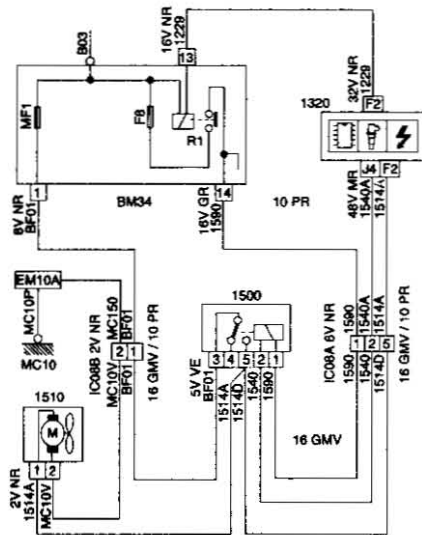 B03
16V NR
1229
13
MF1
F8
R1
BM34
1
14
8V NR
BF01
16V GR
1590
32V NR
1229
F2
1320
J4
F2
48V MR
1540A
1514A
10 PR
EM10A
MC10P
MC10
IC08B 2V NR
MC10V
MC150
BF01
2
1
BF01
16 GMV / 10 PR
1500
3
4
5
2
1
5V VE
BF01
1514A
1514D
1540
1590
IC08A 6V NR
1590
1540A
1514A
1
2
5
1590
1540
1514D
16 GMV / 10 PR
16 GMV
1510
M
1
2
2V NR
1514A
MC10V